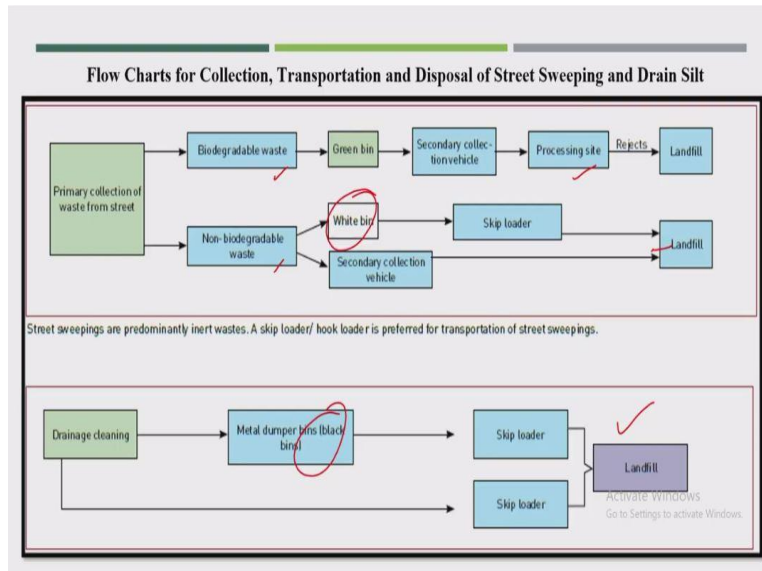 Flow Charts for Collection, Transportation and Disposal of Street Sweeping and Drain Silt
Primary collection of
waste from street
Biodegradable waste
Green bin
Secondary collec-
tion vehicle
Processing site
Rejects
Landfill
Non-biodegradable
waste
White bin
Skip loader
Secondary collection
vehicle
Landfill
Street sweepings are predominantly inert wastes. A skip loader/ hook loader is preferred for transportation of street sweepings.
Drainage cleaning
Metal dumper bins (black
bins)
Skip loader
Skip loader
Landfill
Activate Windows
Go to Settings to activate Windows.